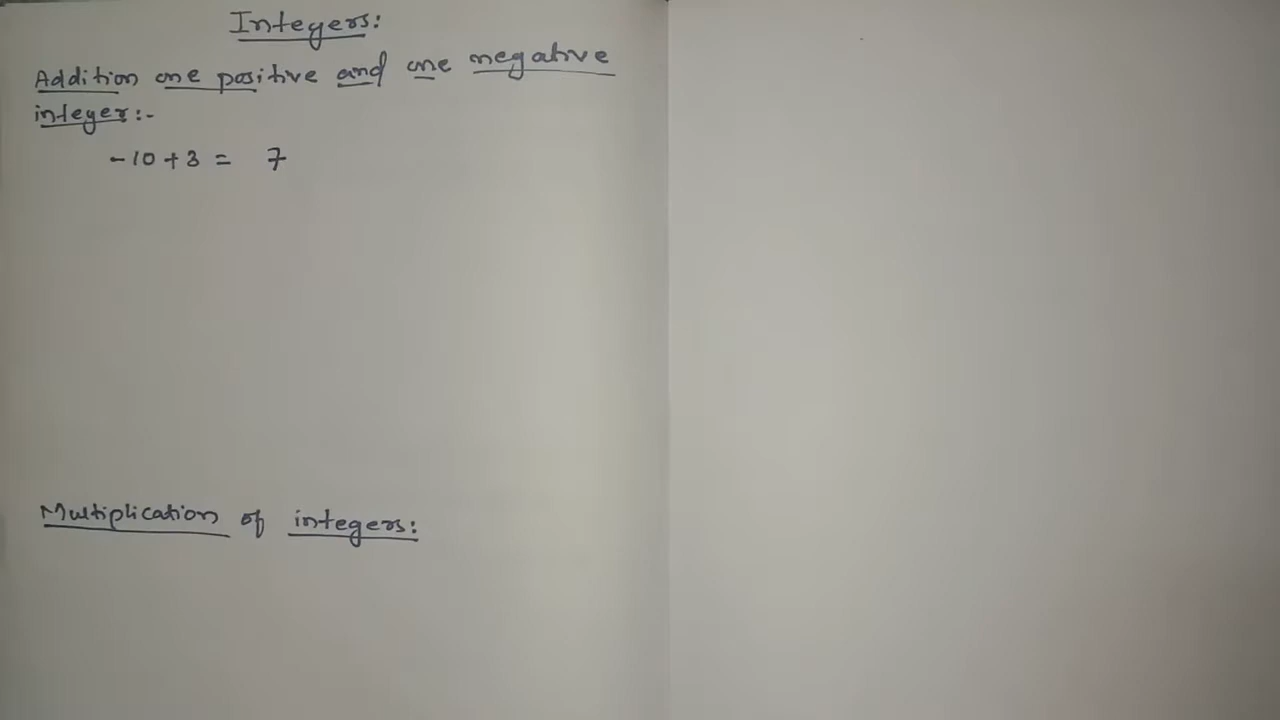 Integers:
Addition one positive and one negative
integer:-
-10+3 = 7
Multiplication of integers: